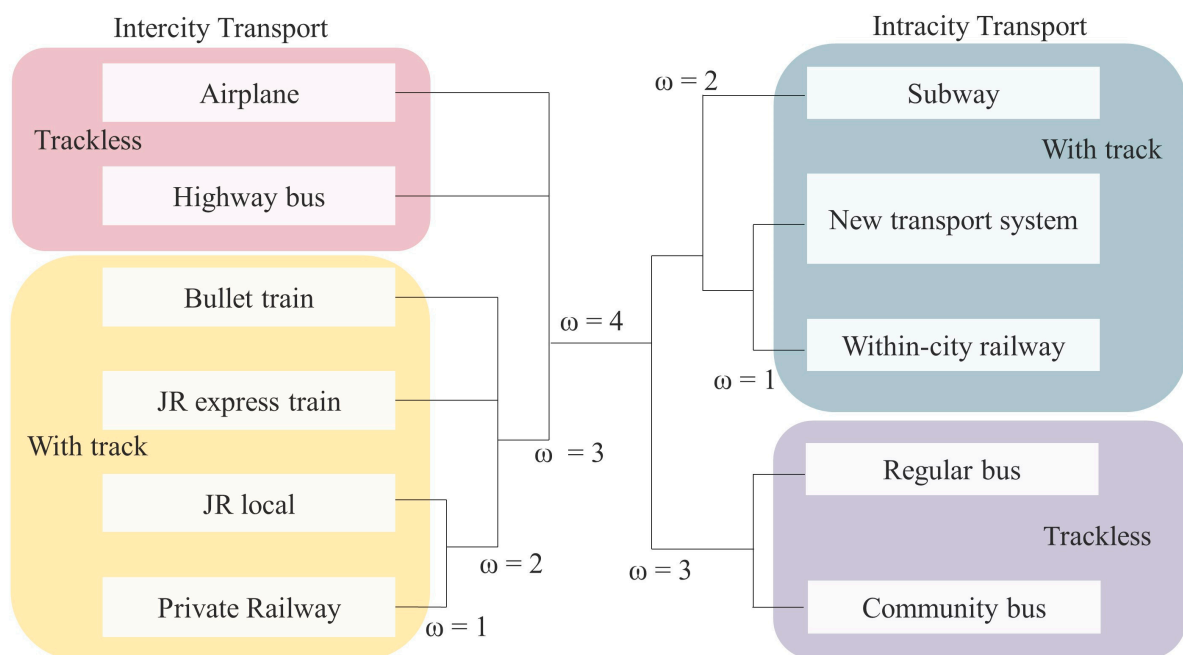 Intercity Transport
Airplane
Trackless
Highway bus
Bullet train
JR express train
With track
JR local
Private Railway
ω = 1
ω = 2
ω = 3
ω = 4
Intracity Transport
ω = 2
Subway
With track
New transport system
Within-city railway
ω = 1
Regular bus
Trackless
ω = 3
Community bus